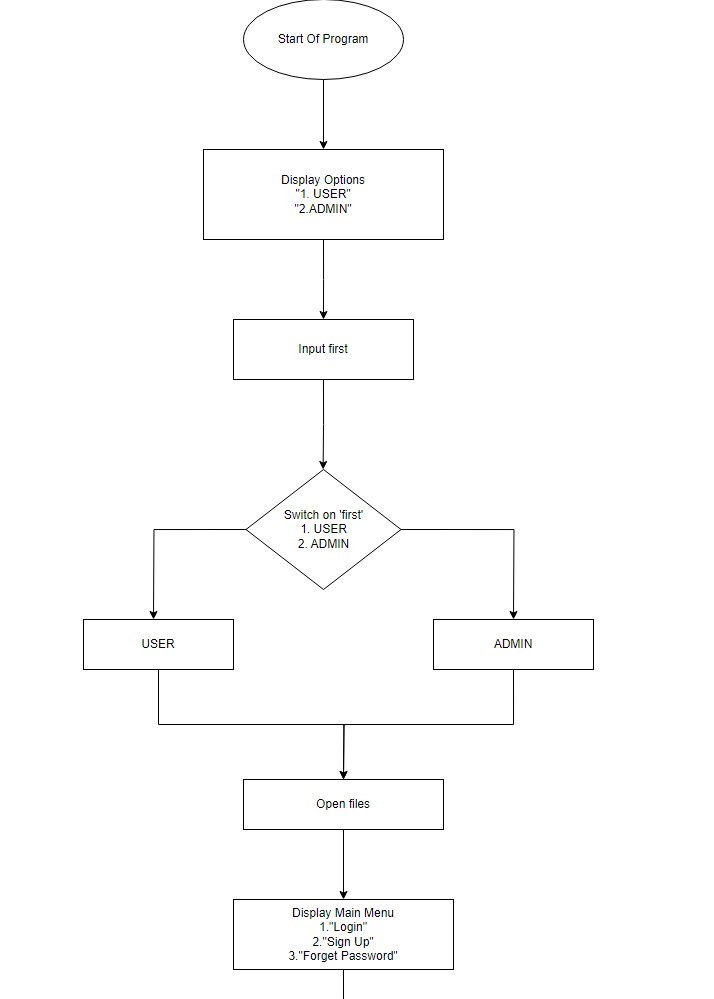 Start Of Program
Display Options
"1. USER"
"2.ADMIN"
Input first
Switch on 'first'
1. USER
2. ADMIN
USER
ADMIN
Open files
Display Main Menu
1."Login"
2."Sign Up"
3."Forget Password"